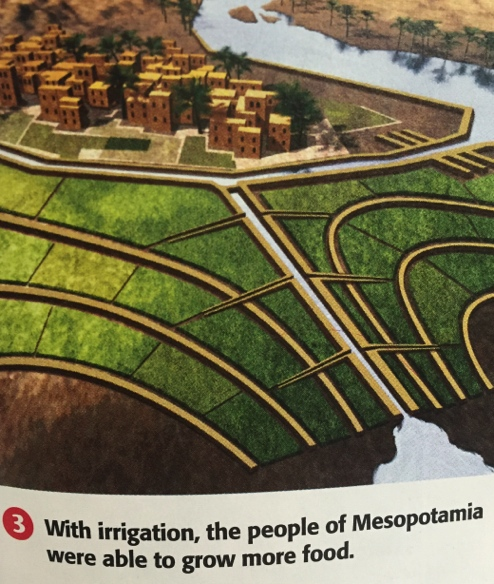 3 With irrigation, the people of Mesopotamia
were able to grow more food.